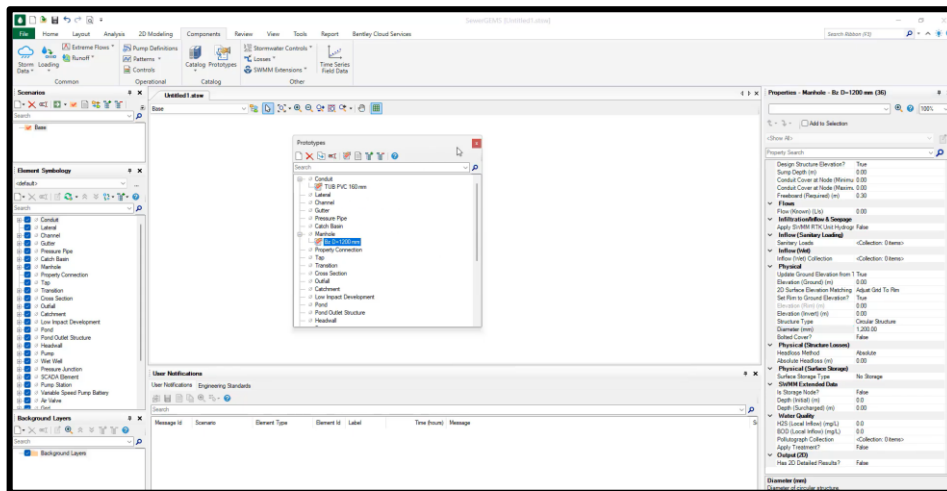 SewerGEMS [Untitled1.stsw]
File Home Layout Analysis 2D Modeling Components Review View Tools Report Bentley Cloud Services
Search Ribbon (F3)
Storm Data Loading Extreme Flows Runoff
Pump Definitions Patterns Controls
Catalog Prototypes
Stormwater Controls Losses SWMM Extensions
Time Series Field Data
Common Operational Catalog Other
Scenarios
Search
Base
Element Symbology
<default>
Search
Conduit
Lateral
Channel
Gutter
Pressure Pipe
Catch Basin
Manhole
Property Connection
Tap
Transition
Cross Section
Outfall
Catchment
Low Impact Development
Pond
Pond Outlet Structure
Headwall
Pump
Wet Well
Pressure Junction
SCADA Element
Pump Station
Variable Speed Pump Battery
Air Valve
Grid
Background Layers
Search
Background Layers
Untitled1.stsw
Base
Prototypes
Search
Conduit
TUB PVC 160 mm
Lateral
Channel
Gutter
Pressure Pipe
Catch Basin
Manhole
Bz D=1200 mm
Property Connection
Tap
Transition
Cross Section
Outfall
Catchment
Low Impact Development
Pond
Pond Outlet Structure
Headwall
User Notifications
User Notifications Engineering Standards
Search
Message Id Scenario Element Type Element Id Label Time (hours) Message S
Properties - Manhole - Bz D=1200 mm (36)
100%
Add to Selection
<Show All>
Property Search
Design Structure Elevation? True
Sump Depth (m) 0.00
Conduit Cover at Node (Minimu 0.00
Conduit Cover at Node (Maximu 0.00
Freeboard (Required) (m) 0.30
Flows
Flow (Known) (L/s) 0.00
Infiltration/Inflow & Seepage
Apply SWMM RTK Unit Hydrogr False
Inflow (Sanitary Loading)
Sanitary Loads <Collection: 0 items>
Inflow (Wet)
Inflow (Wet) Collection <Collection: 0 items>
Physical
Update Ground Elevation from T True
Elevation (Ground) (m) 0.00
2D Surface Elevation Matching Adjust Grid To Rim
Set Rim to Ground Elevation? True
Elevation (Rim) (m) 0.00
Elevation (Invert) (m) 0.00
Structure Type Circular Structure
Diameter (mm) 1,200.00
Bolted Cover? False
Physical (Structure Losses)
Headloss Method Absolute
Absolute Headloss (m) 0.00
Physical (Surface Storage)
Surface Storage Type No Storage
SWMM Extended Data
Is Storage Node? False
Depth (Initial) (m) 0.0
Depth (Surcharged) (m) 0.00
Water Quality
H2S (Local Inflow) (mg/L) 0.0
BOD (Local Inflow) (mg/L) 0.0
Pollutograph Collection <Collection: 0 items>
Apply Treatment? False
Output (2D)
Has 2D Detailed Results? False
Diameter (mm)
Diameter of circular structure.